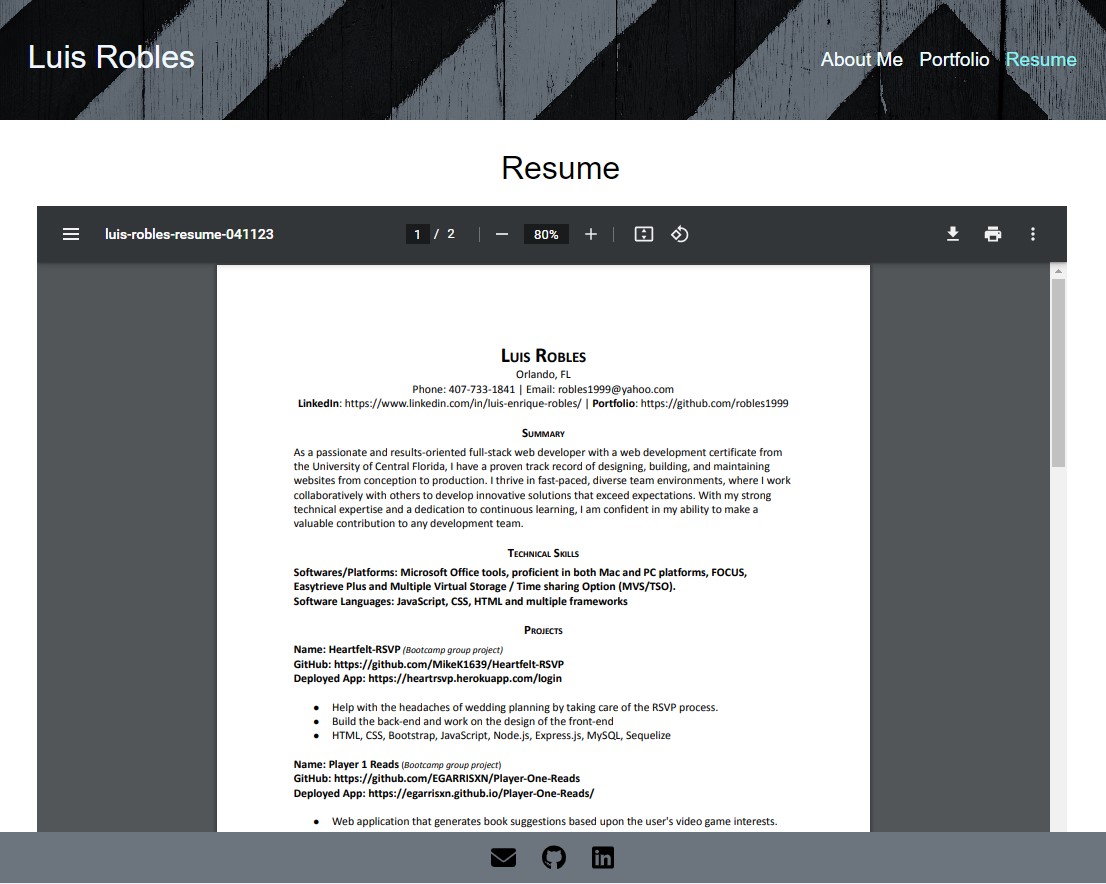 Luis Robles
About Me Portfolio Resume
Resume
luis-robles-resume-041123
1 / 2
80%
Luis Robles
Orlando, FL
Phone: 407-733-1841 | Email: robles1999@yahoo.com
LinkedIn: https://www.linkedin.com/in/luis-enrique-robles/ | Portfolio: https://github.com/robles1999
Summary
As a passionate and results-oriented full-stack web developer with a web development certificate from
the University of Central Florida, I have a proven track record of designing, building, and maintaining
websites from conception to production. I thrive in fast-paced, diverse team environments, where I work
collaboratively with others to develop innovative solutions that exceed expectations. With my strong
technical expertise and a dedication to continuous learning, I am confident in my ability to make a
valuable contribution to any development team.
Technical Skills
Softwares/Platforms: Microsoft Office tools, proficient in both Mac and PC platforms, FOCUS,
Easytrieve Plus and Multiple Virtual Storage / Time sharing Option (MVS/TSO).
Software Languages: JavaScript, CSS, HTML and multiple frameworks
Projects
Name: Heartfelt-RSVP (Bootcamp group project)
GitHub: https://github.com/MikeK1639/Heartfelt-RSVP
Deployed App: https://heartrsvp.herokuapp.com/login
● Help with the headaches of wedding planning by taking care of the RSVP process.
● Build the back-end and work on the design of the front-end
● HTML, CSS, Bootstrap, JavaScript, Node.js, Express.js, MySQL, Sequelize
Name: Player 1 Reads (Bootcamp group project)
GitHub: https://github.com/EGARRISXN/Player-One-Reads
Deployed App: https://egarrisxn.github.io/Player-One-Reads/
● Web application that generates book suggestions based upon the user's video game interests.